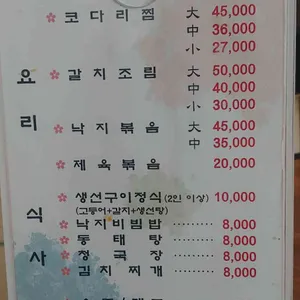 코다리찜 大 45,000
中 36,000
小 27,000
갈치조림 大 50,000
中 40,000
小 30,000
낙지볶음 大 45,000
中 35,000
제육볶음 20,000
요리
생선구이정식 (2인 이상) 10,000
(고등어+갈치+생선탕)
낙지비빔밥 8,000
동태탕 8,000
청국장 8,000
김치찌개 8,000
식사